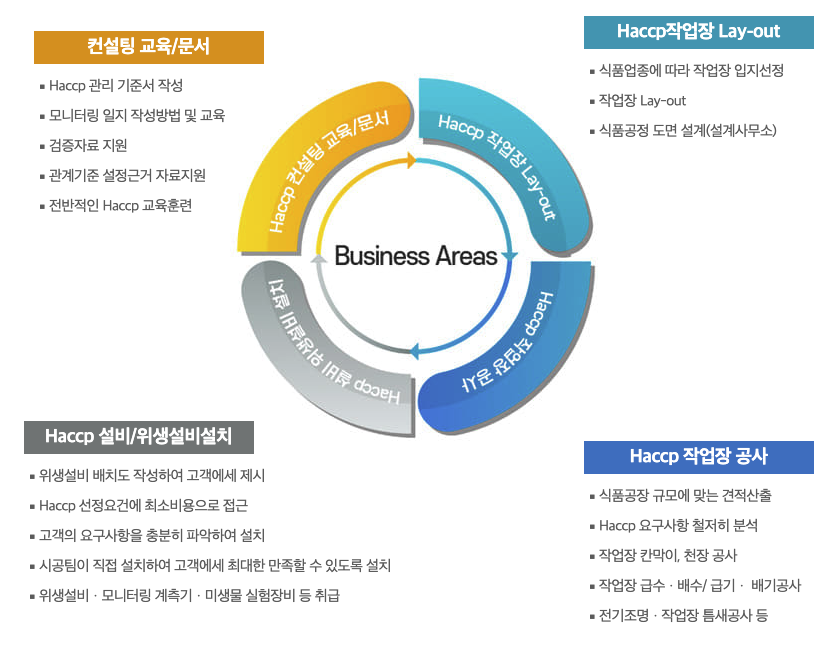 컨설팅 교육/문서
▪ Haccp 관리 기준서 작성
▪ 모니터링 일지 작성방법 및 교육
▪ 검증자료 지원
▪ 관계기준 설정근거 자료지원
▪ 전반적인 Haccp 교육훈련
Haccp작업장 Lay-out
▪ 식품업종에 따라 작업장 입지선정
▪ 작업장 Lay-out
▪ 식품공정 도면 설계(설계사무소)
Haccp 컨설팅 교육/문서
Haccp 작업장 Lay-out
Business Areas
Haccp 설비 위생설비 설치
Haccp 작업장 공사
Haccp 설비/위생설비설치
▪ 위생설비 배치도 작성하여 고객에세 제시
▪ Haccp 선정요건에 최소비용으로 접근
▪ 고객의 요구사항을 충분히 파악하여 설치
▪ 시공팀이 직접 설치하여 고객에세 최대한 만족할 수 있도록 설치
▪ 위생설비 · 모니터링 계측기 · 미생물 실험장비 등 취급
Haccp 작업장 공사
▪ 식품공장 규모에 맞는 견적산출
▪ Haccp 요구사항 철저히 분석
▪ 작업장 칸막이, 천장 공사
▪ 작업장 급수 · 배수/ 급기 · 배기공사
▪ 전기조명 · 작업장 틈새공사 등